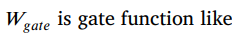 W_gate is gate function like